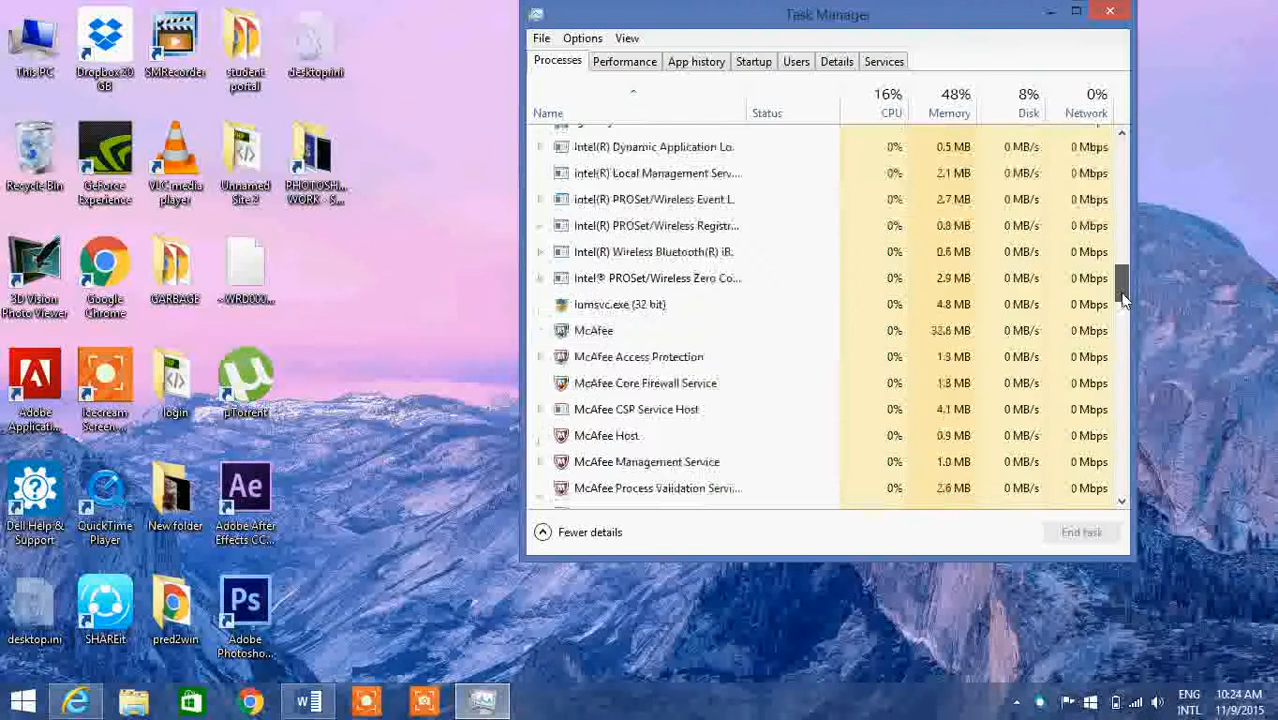 This PC
Dropbox 20
GB
SMRecorder
student
portal
desktop.ini
Recycle Bin
GeForce
Experience
VLC media
player
Unnamed
Site 2
PHOTOSH...
WORK - S...
3D Vision
Photo Viewer
Google
Chrome
GARBAGE
~WRD000...
Adobe
Applicati...
Icecream
Screen ...
login
µTorrent
Dell Help &
Support
QuickTime
Player
New folder
Ae
Adobe After
Effects CC...
desktop.ini
SHAREit
pred2win
Ps
Adobe
Photosho...
Task Manager
File Options View
Processes Performance App history Startup Users Details Services
16% 48% 8% 0%
Name Status CPU Memory Disk Network
Intel(R) Dynamic Application Lo... 0% 0.5 MB 0 MB/s 0 Mbps
Intel(R) Local Management Serv... 0% 2.1 MB 0 MB/s 0 Mbps
Intel(R) PROSet/Wireless Event L... 0% 2.7 MB 0 MB/s 0 Mbps
Intel(R) PROSet/Wireless Registr... 0% 0.8 MB 0 MB/s 0 Mbps
Intel(R) Wireless Bluetooth(R) iB... 0% 0.6 MB 0 MB/s 0 Mbps
Intel® PROSet/Wireless Zero Co... 0% 2.9 MB 0 MB/s 0 Mbps
(32 bit) 0% 4.8 MB 0 MB/s 0 Mbps
McAfee 0% 32.6 MB 0 MB/s 0 Mbps
McAfee Access Protection 0% 1.3 MB 0 MB/s 0 Mbps
McAfee Core Firewall Service 0% 1.8 MB 0 MB/s 0 Mbps
McAfee CSP Service Host 0% 4.1 MB 0 MB/s 0 Mbps
McAfee Host 0% 0.9 MB 0 MB/s 0 Mbps
McAfee Management Service 0% 1.0 MB 0 MB/s 0 Mbps
McAfee Process Validation Servi... 0% 2.6 MB 0 MB/s 0 Mbps
Fewer details End task
ENG 10:24 AM
INTL 11/9/2015